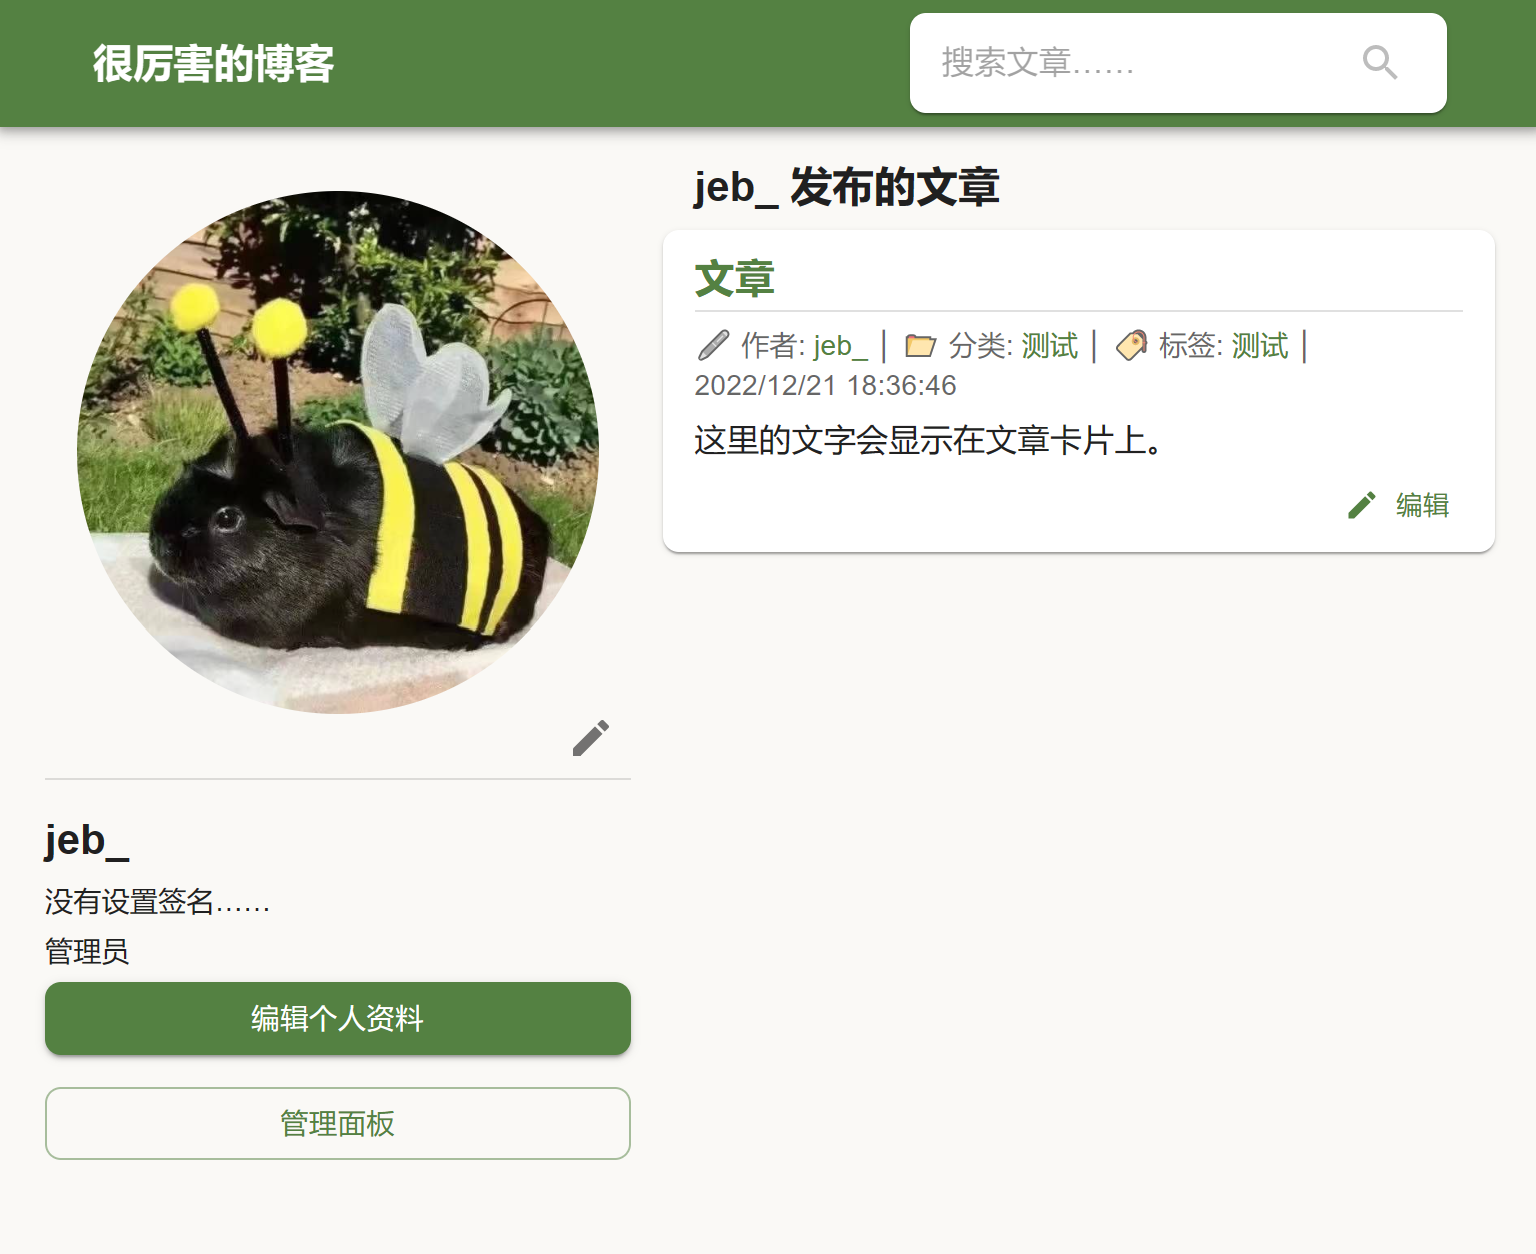 很厉害的博客
搜索文章……
jeb_ 发布的文章
文章
作者: jeb_ | 分类: 测试 | 标签: 测试 |
2022/12/21 18:36:46
这里的文字会显示在文章卡片上。
编辑
jeb_
没有设置签名……
管理员
编辑个人资料
管理面板